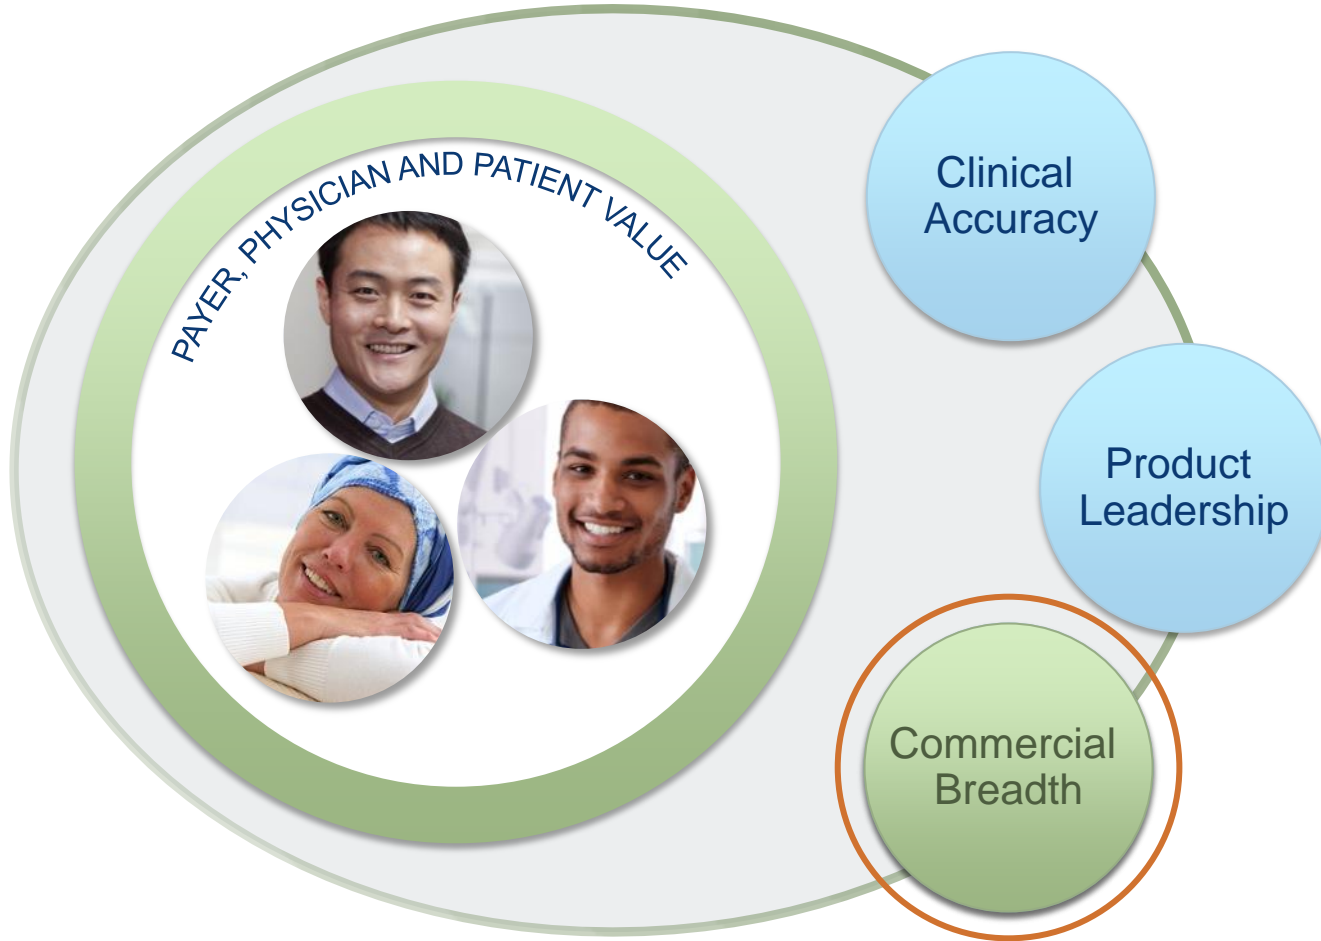 PAYER, PHYSICIAN AND PATIENT VALUE
Clinical
Accuracy
Product
Leadership
Commercial
Breadth